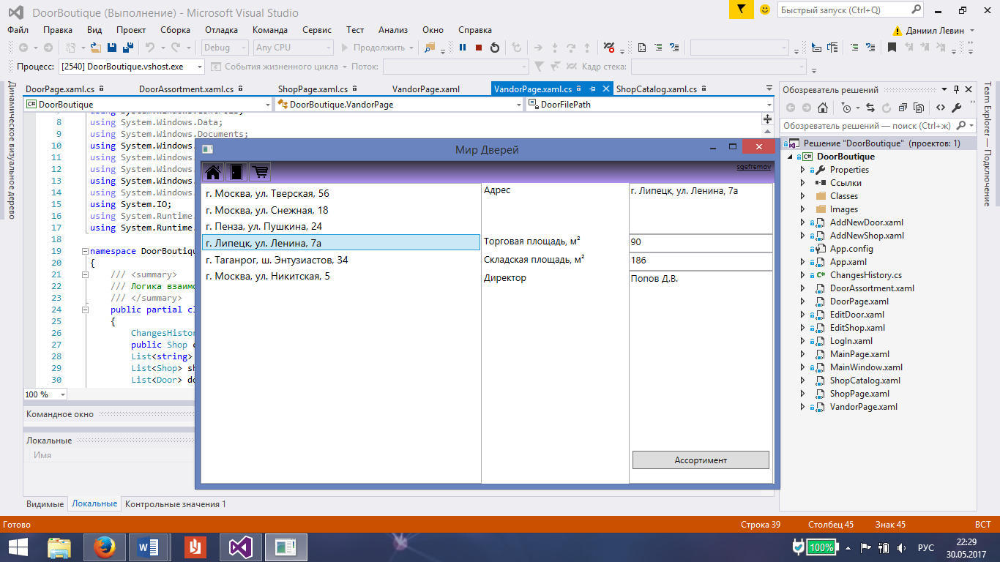 DoorBoutique (Выполнение) - Microsoft Visual Studio
Быстрый запуск (Ctrl+Q)
Файл Правка Вид Проект Сборка Отладка Команда Сервис Тест Анализ Окно Справка
Даниил Левин
Debug Any CPU Продолжить
Процесс: [2540] DoorBoutique.vshost.exe События жизненного цикла Поток: Кадр стека:
Динамическое визуальное дерево
DoorPage.xaml.cs DoorAssortment.xaml.cs ShopPage.xaml.cs VandorPage.xaml VandorPage.xaml.cs ShopCatalog.xaml.cs
DoorBoutique DoorBoutique.VandorPage DoorFilePath
8 using System.Windows.Data;
9 using System.Windows.Documents;
10 using System.Windows.
11 using System.Windows.
12 using System.Windows.
13 using System.Windows.
14 using System.Windows.
15 using System.IO;
16 using System.Runtime.
17 using System.Runtime.
18
19 namespace DoorBoutiqu
20 {
21 /// <summary>
22 /// Логика взаимо
23 /// </summary>
24 public partial cl
25 {
26 ChangesHistor
27 public Shop
28 List<string>
29 List<Shop> sh
30 List<Door> do
100 %
Командное окно
Локальные
Имя
Видимые Локальные Контрольные значения 1
Мир Дверей
sgefremov
г. Москва, ул. Тверская, 56
г. Москва, ул. Снежная, 18
г. Пенза, ул. Пушкина, 24
г. Липецк, ул. Ленина, 7а
г. Таганрог, ш. Энтузиастов, 34
г. Москва, ул. Никитская, 5
Адрес г. Липецк, ул. Ленина, 7а
Торговая площадь, м² 90
Складская площадь, м² 186
Директор Попов Д.В.
Ассортимент
Обозреватель решений
Обозреватель решений — поиск (Ctrl+ж)
Решение "DoorBoutique" (проектов: 1)
DoorBoutique
Properties
Ссылки
Classes
Images
AddNewDoor.xaml
AddNewShop.xaml
App.config
App.xaml
ChangesHistory.cs
DoorAssortment.xaml
DoorPage.xaml
EditDoor.xaml
EditShop.xaml
LogIn.xaml
MainPage.xaml
MainWindow.xaml
ShopCatalog.xaml
ShopPage.xaml
VandorPage.xaml
Team Explorer — Подключение
Готово Строка 39 Столбец 45 Знак 45 ВСТ
100% РУС 22:29
30.05.2017